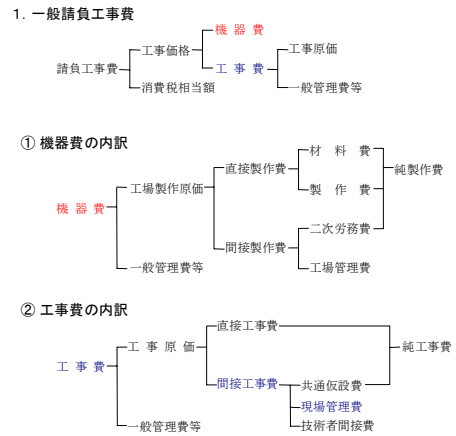 1. 一般請負工事費
機器費
工事価格
工事原価
請負工事費
工事費
消費税相当額
一般管理費等
① 機器費の内訳
材料費
直接製作費
純製作費
工場製作原価
製作費
機器費
二次労務費
間接製作費
一般管理費等
工場管理費
② 工事費の内訳
直接工事費
工事原価
純工事費
工事費
間接工事費
共通仮設費
現場管理費
一般管理費等
技術者間接費